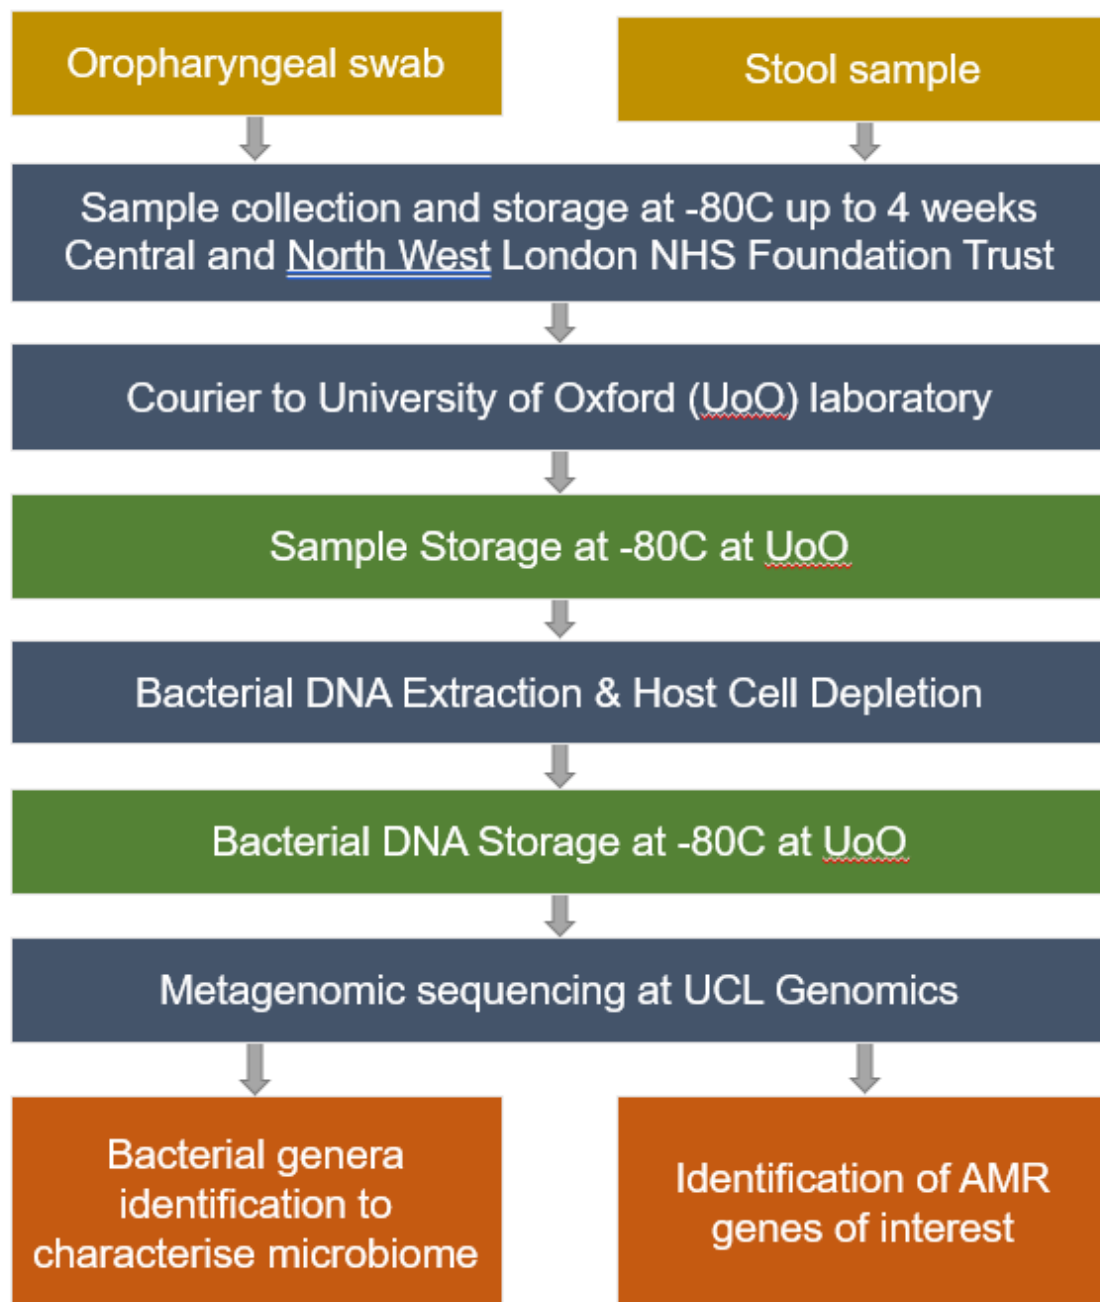 Oropharyngeal swab
Stool sample
Sample collection and storage at -80C up to 4 weeks
Central and North West London NHS Foundation Trust
Courier to University of Oxford (UoO) laboratory
Sample Storage at -80C at UoO
Bacterial DNA Extraction & Host Cell Depletion
Bacterial DNA Storage at -80C at UoO
Metagenomic sequencing at UCL Genomics
Bacterial genera
identification to
characterise microbiome
Identification of AMR
genes of interest